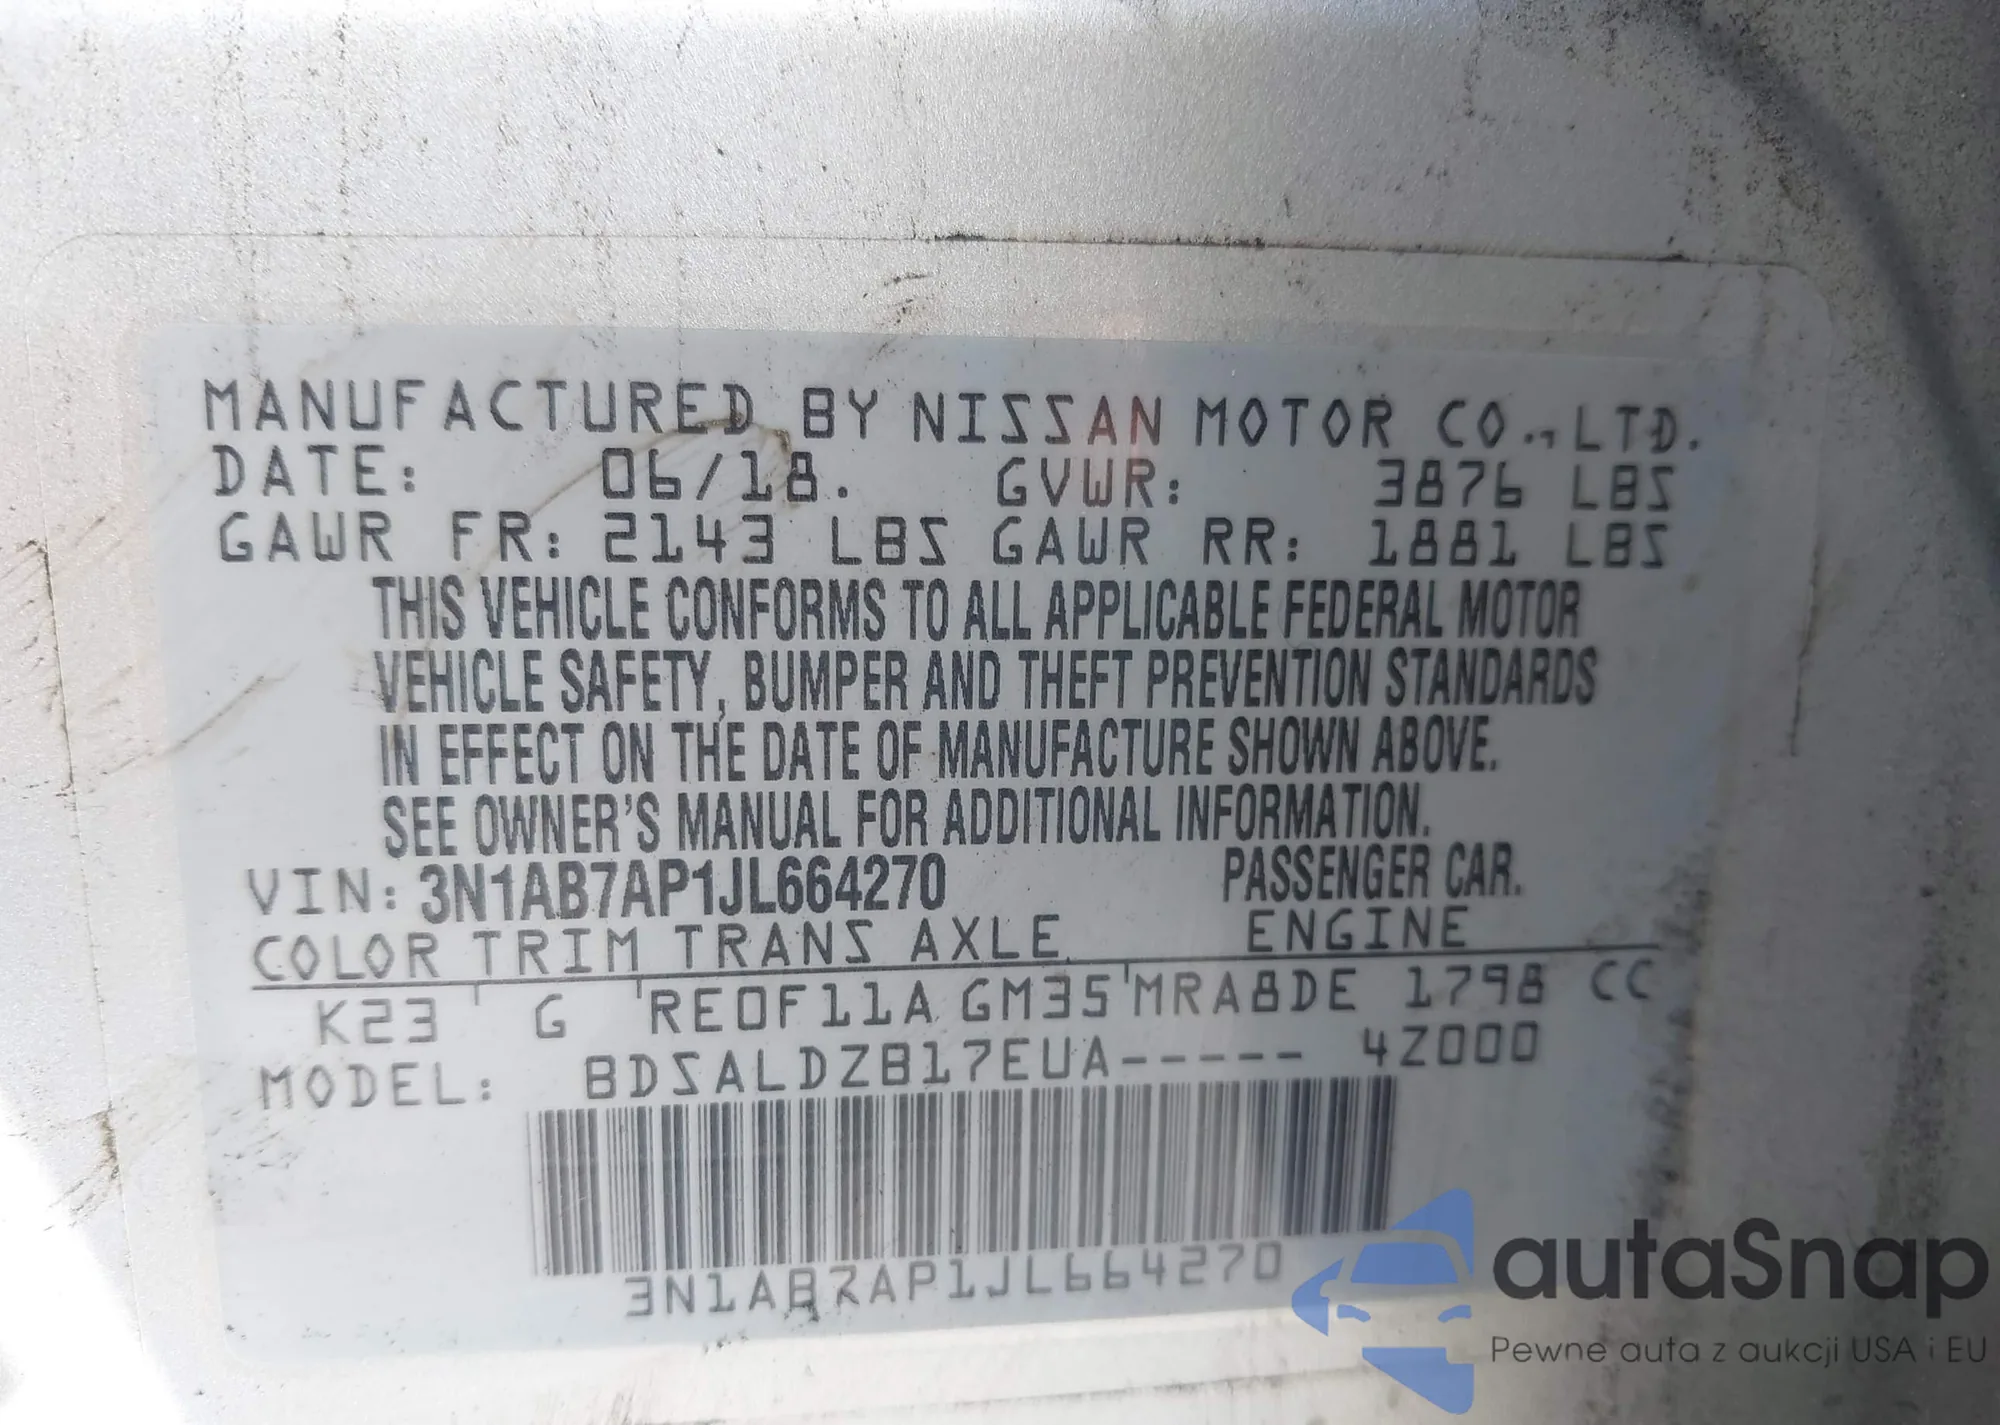 MANUFACTURED BY NISSAN MOTOR CO., LTD.
DATE: 06/18. GVWR: 3876 LBS
GAWR FR: 2143 LBS GAWR RR: 1881 LBS
THIS VEHICLE CONFORMS TO ALL APPLICABLE FEDERAL MOTOR
VEHICLE SAFETY, BUMPER AND THEFT PREVENTION STANDARDS
IN EFFECT ON THE DATE OF MANUFACTURE SHOWN ABOVE.
SEE OWNER'S MANUAL FOR ADDITIONAL INFORMATION.
VIN: 3N1AB7AP1JL664270 PASSENGER CAR.
COLOR TRIM TRANS AXLE ENGINE
K23 G RE0F11A GM35 MRA8DE 1798 CC
MODEL: BDSALDZB17EUA----- 4Z000
3N1AB7AP1JL664270
autaSnap
Pewne auta z aukcji USA i EU